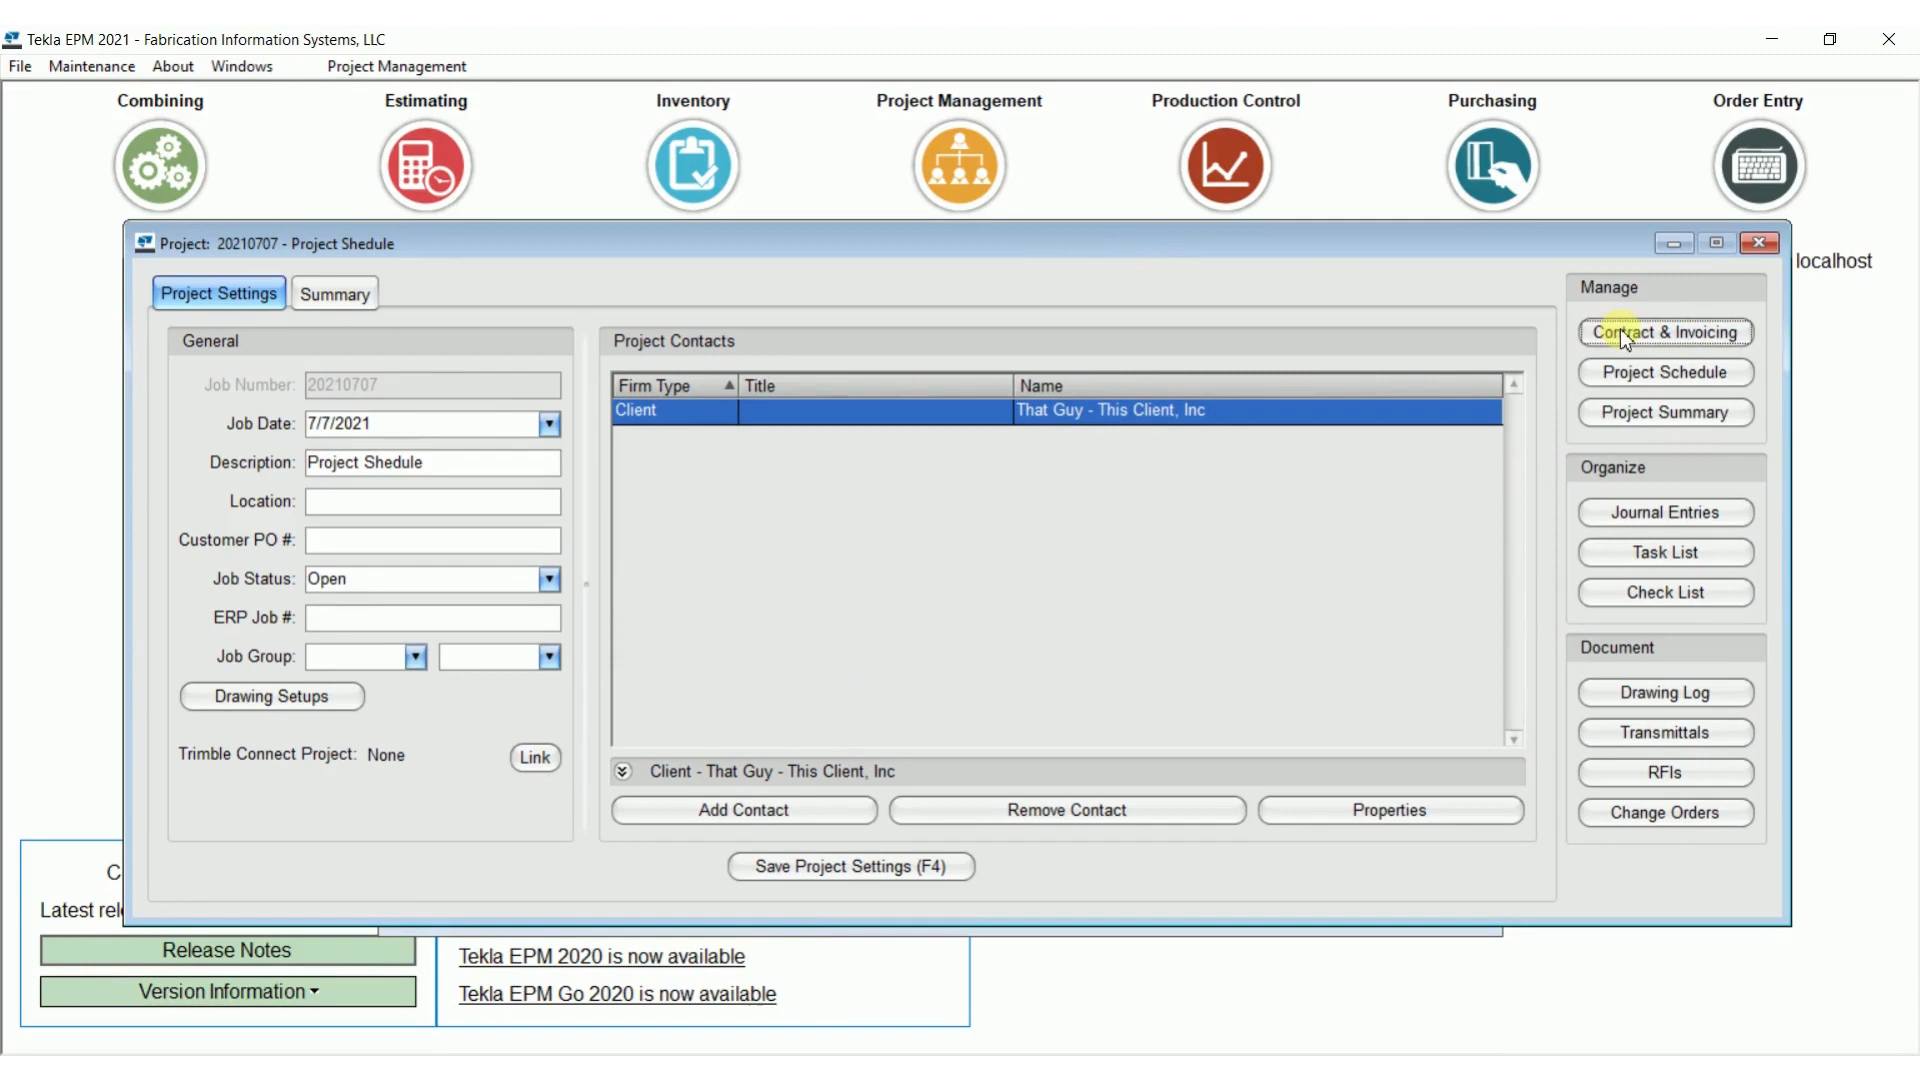 Tekla EPM 2021 - Fabrication Information Systems, LLC
File Maintenance About Windows Project Management
Combining Estimating Inventory Project Management Production Control Purchasing Order Entry
Project: 20210707 - Project Shedule
localhost
Project Settings Summary
General
Job Number: 20210707
Job Date: 7/7/2021
Description: Project Shedule
Location:
Customer PO #:
Job Status: Open
ERP Job #:
Job Group:
Drawing Setups
Trimble Connect Project: None Link
Project Contacts
Firm Type Title Name
Client That Guy - This Client, Inc
Client - That Guy - This Client, Inc
Add Contact Remove Contact Properties
Save Project Settings (F4)
Manage
Contract & Invoicing
Project Schedule
Project Summary
Organize
Journal Entries
Task List
Check List
Document
Drawing Log
Transmittals
RFIs
Change Orders
C
Latest rel
Release Notes
Version Information
Tekla EPM 2020 is now available
Tekla EPM Go 2020 is now available